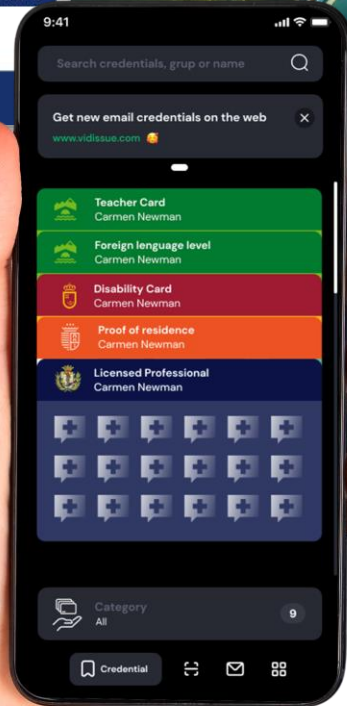 9:41
Search credentials, grup or name
Get new email credentials on the web
www.vidissue.com
Teacher Card
Carmen Newman
Foreign lenguage level
Carmen Newman
Disability Card
Carmen Newman
Proof of residence
Carmen Newman
Licensed Professional
Carmen Newman
Category
All
9
Credential